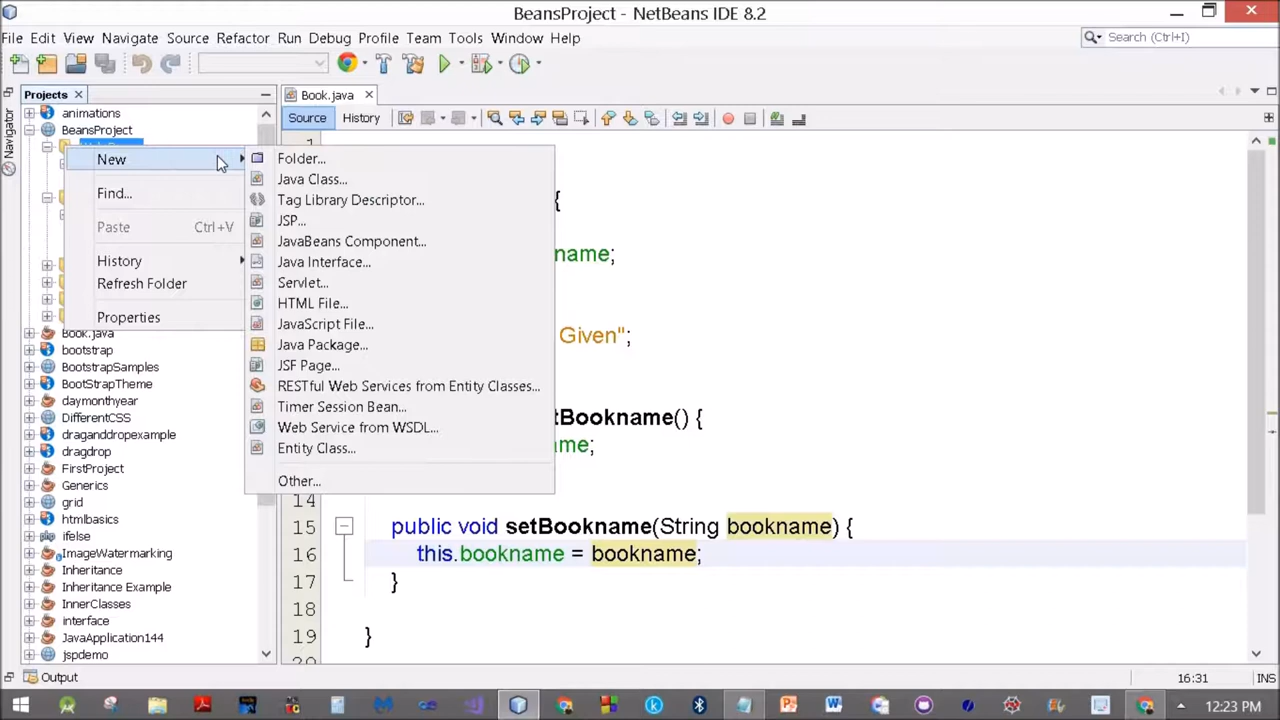 BeansProject - NetBeans IDE 8.2
File Edit View Navigate Source Refactor Run Debug Profile Team Tools Window Help
Search (Ctrl+I)
Projects
Book.java
Navigator
Source
History
animations
BeansProject
New
Find...
Paste Ctrl+V
History
Refresh Folder
Properties
Folder...
Java Class...
Tag Library Descriptor...
JSP...
JavaBeans Component...
Java Interface...
Servlet...
HTML File...
JavaScript File...
Java Package...
JSF Page...
RESTful Web Services from Entity Classes...
Timer Session Bean...
Web Service from WSDL...
Entity Class...
Other...
Book.java
bootstrap
BootstrapSamples
BootStrapTheme
daymonthyear
DifferentCSS
draganddropexample
dragdrop
FirstProject
Generics
grid
htmlbasics
ifelse
ImageWatermarking
Inheritance
Inheritance Example
InnerClasses
interface
JavaApplication144
jspdemo
1
{
name;
Given";
tBookname() {
me;
14
15 public void setBookname(String bookname) {
16 this.bookname = bookname;
17 }
18
19 }
20
Output
16:31 INS
12:23 PM